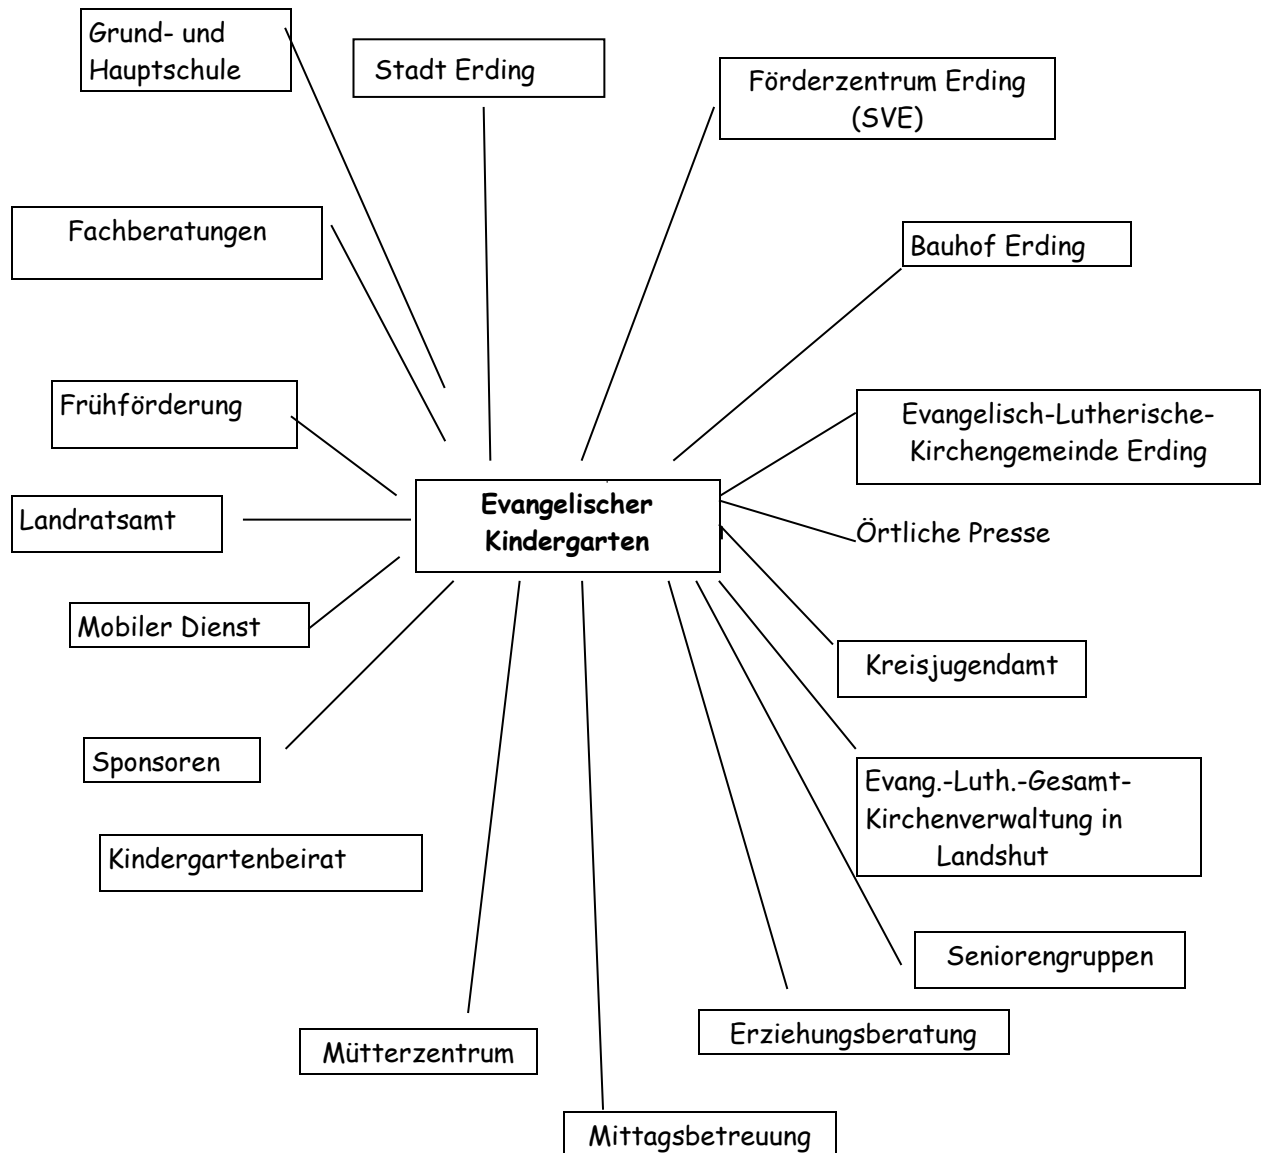 Grund- und
Hauptschule
Stadt Erding
Förderzentrum Erding
(SVE)
Fachberatungen
Bauhof Erding
Frühförderung
Evangelisch-Lutherische-
Kirchengemeinde Erding
Evangelischer
Kindergarten
Landratsamt
Örtliche Presse
Mobiler Dienst
Kreisjugendamt
Sponsoren
Evang.-Luth.-Gesamt-
Kirchenverwaltung in
Landshut
Kindergartenbeirat
Seniorengruppen
Erziehungsberatung
Mütterzentrum
Mittagsbetreuung